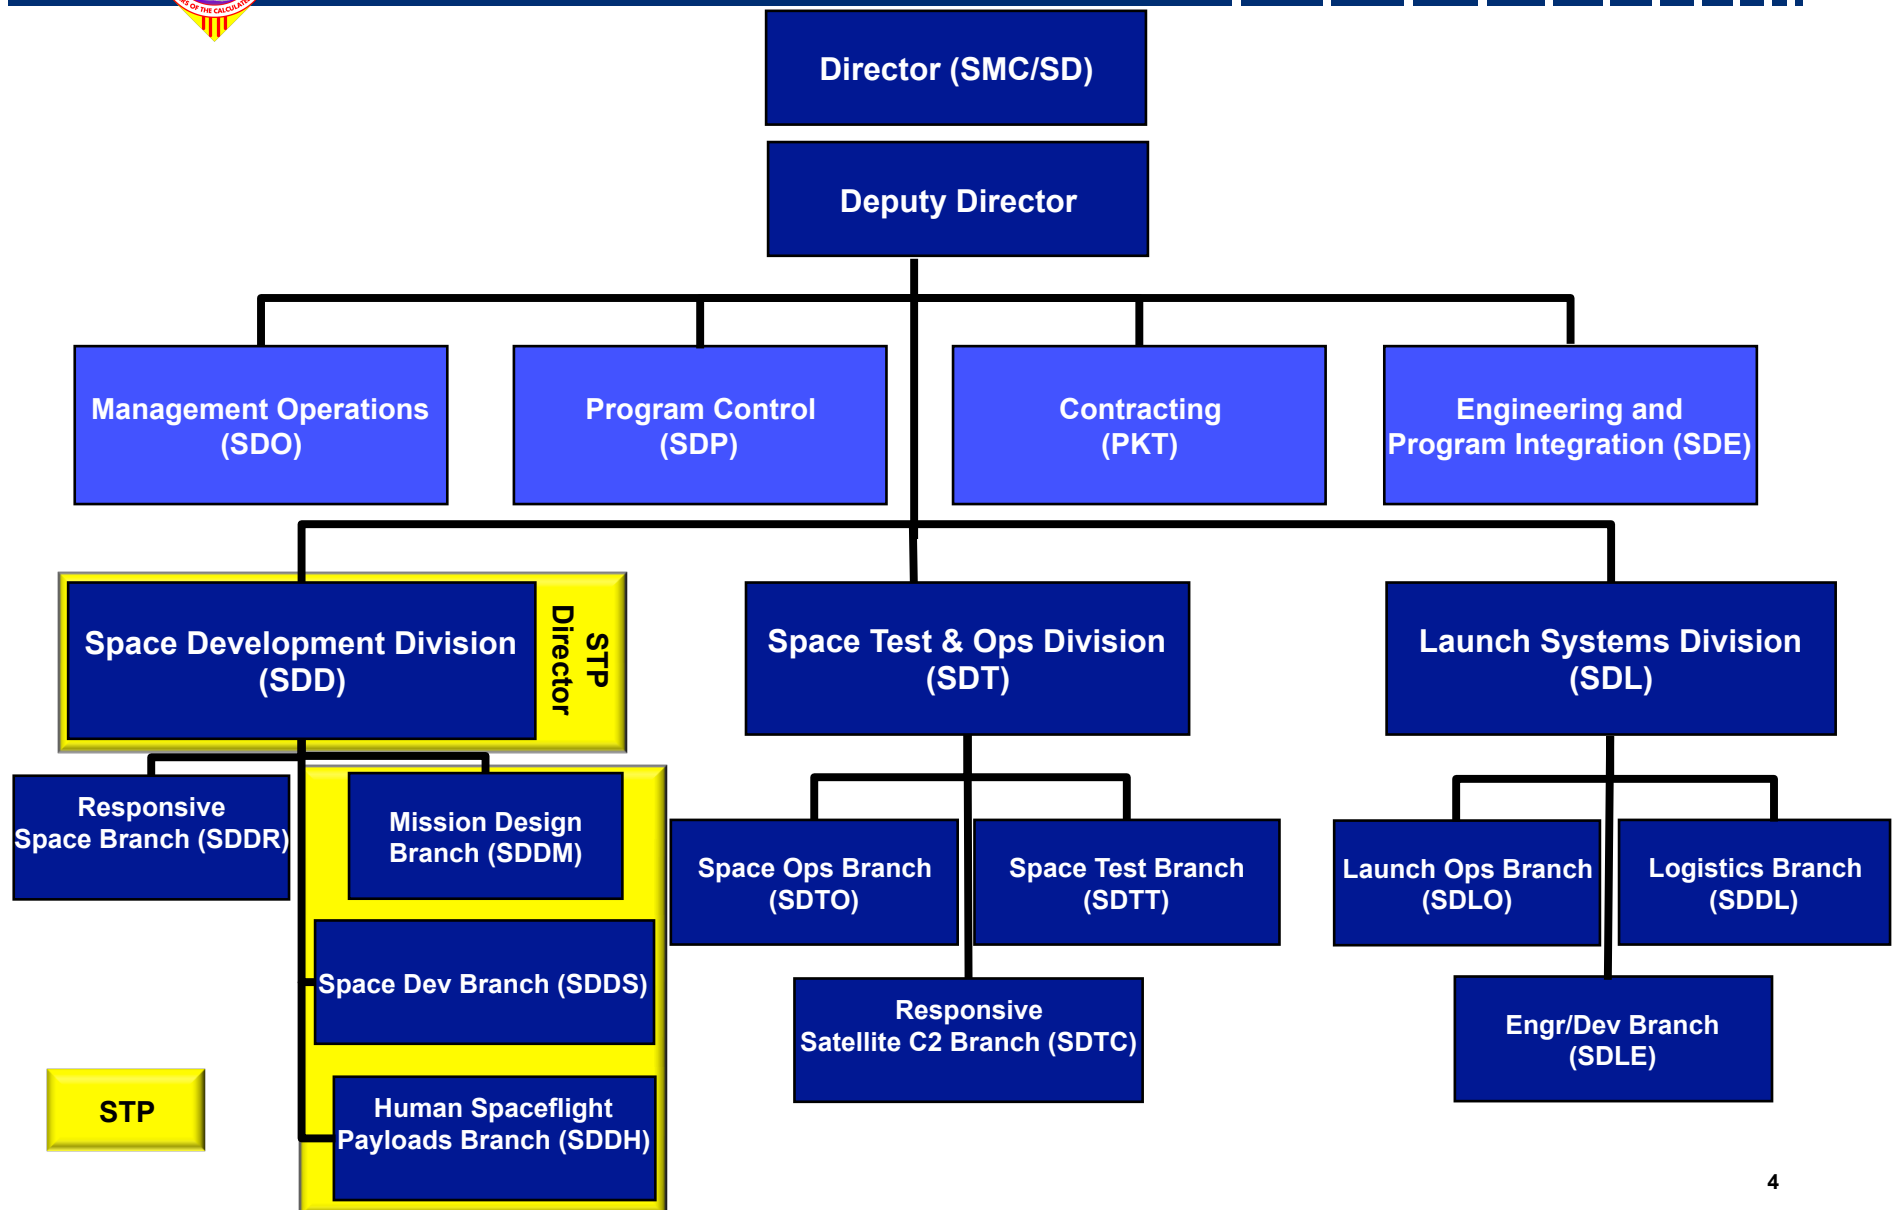 OF THE CALCULATE
Director (SMC/SD)
Deputy Director
Management Operations
(SDO)
Program Control
(SDP)
Contracting
(PKT)
Engineering and
Program Integration (SDE)
Space Development Division
(SDD)
STP
Director
Space Test & Ops Division
(SDT)
Launch Systems Division
(SDL)
Responsive
Space Branch (SDDR)
Mission Design
Branch (SDDM)
Space Dev Branch (SDDS)
Human Spaceflight
Payloads Branch (SDDH)
Space Ops Branch
(SDTO)
Space Test Branch
(SDTT)
Responsive
Satellite C2 Branch (SDTC)
Launch Ops Branch
(SDLO)
Logistics Branch
(SDDL)
Engr/Dev Branch
(SDLE)
STP
4